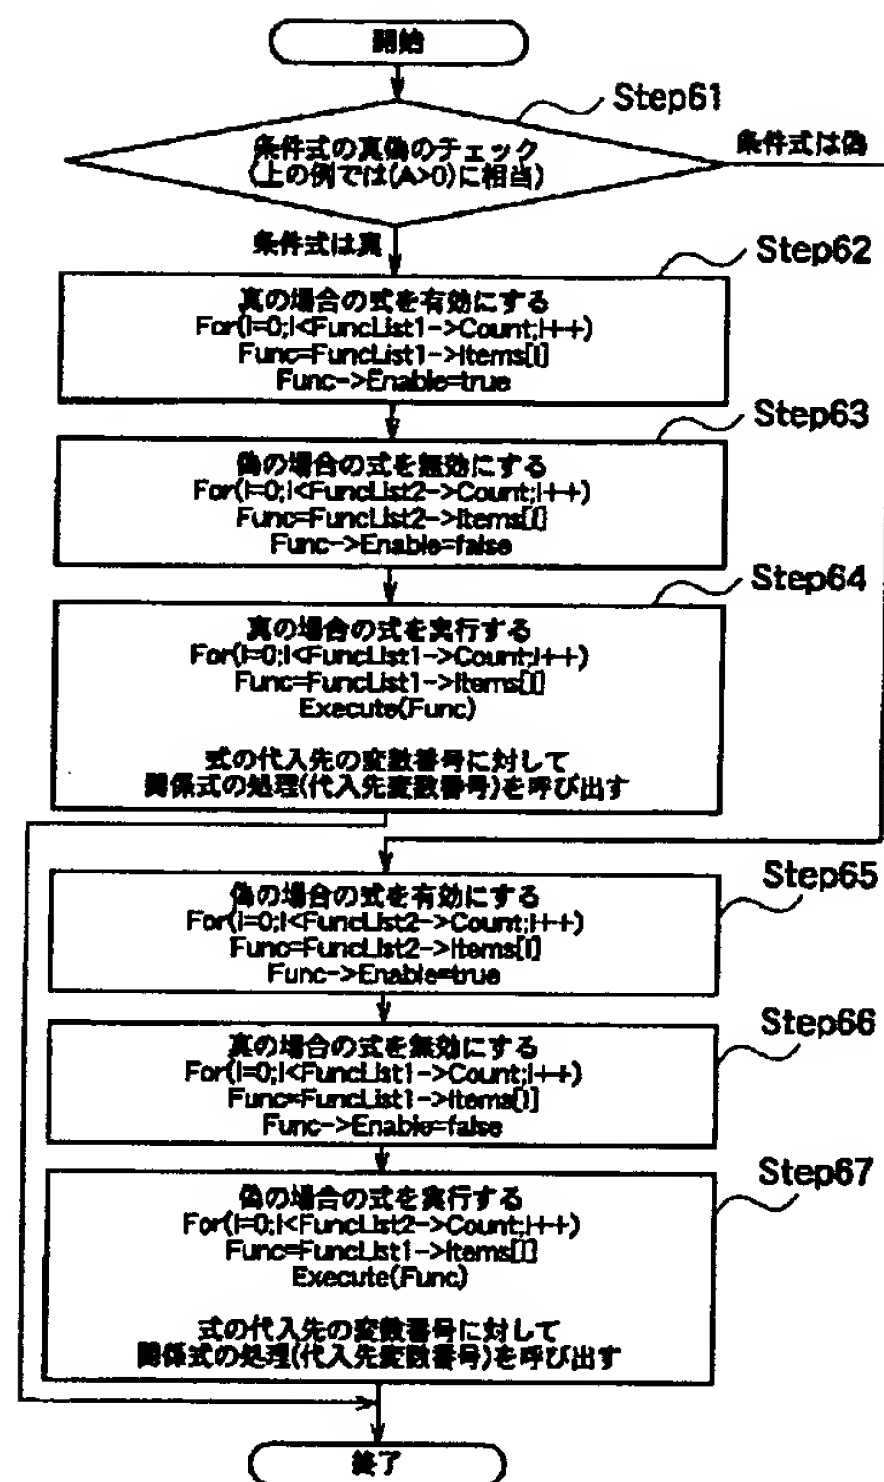 開始
Step61
条件式の真偽のチェック
(上の例では(A>0)に相当)
条件式は偽
条件式は真
Step62
真の場合の式を有効にする
For(I=0;I<FuncList1->Count;I++)
Func=FuncList1->Items[I]
Func->Enable=true
Step63
偽の場合の式を無効にする
For(I=0;I<FuncList2->Count;I++)
Func=FuncList2->Items[I]
Func->Enable=false
Step64
真の場合の式を実行する
For(I=0;I<FuncList1->Count;I++)
Func=FuncList1->Items[I]
Execute(Func)
式の代入先の変数番号に対して
関係式の処理(代入先変数番号)を呼び出す
Step65
偽の場合の式を有効にする
For(I=0;I<FuncList2->Count;I++)
Func=FuncList2->Items[I]
Func->Enable=true
Step66
真の場合の式を無効にする
For(I=0;I<FuncList1->Count;I++)
Func=FuncList1->Items[I]
Func->Enable=false
Step67
偽の場合の式を実行する
For(I=0;I<FuncList2->Count;I++)
Func=FuncList1->Items[I]
Execute(Func)
式の代入先の変数番号に対して
関係式の処理(代入先変数番号)を呼び出す
終了